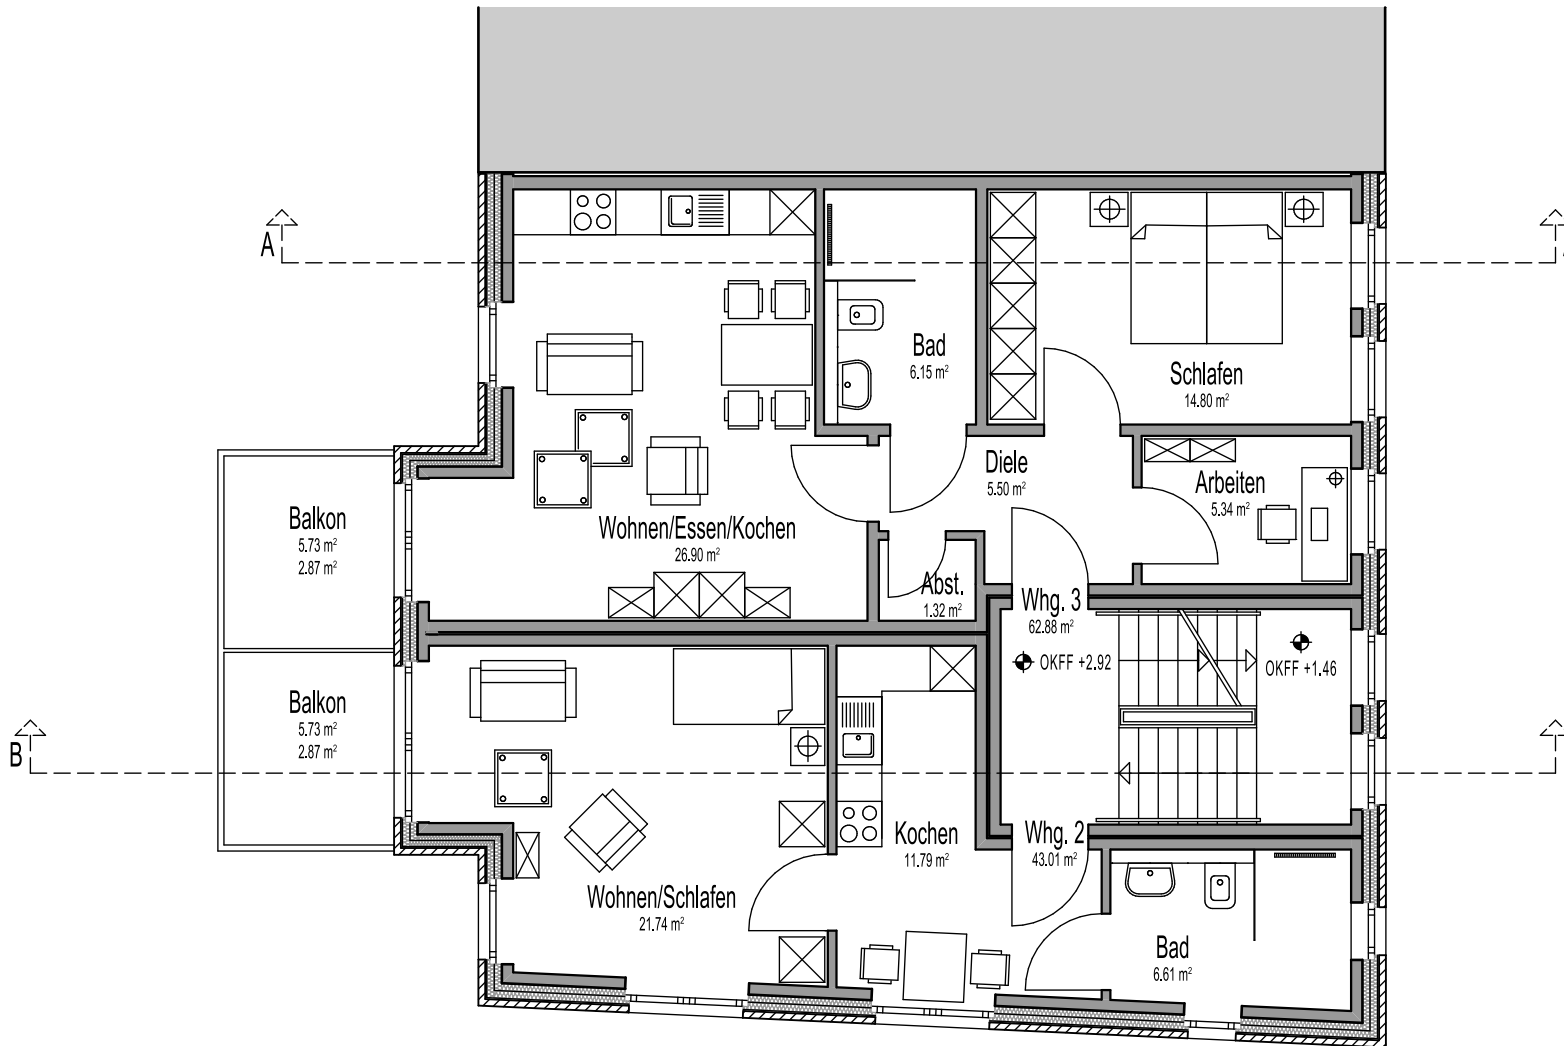 A
Bad
6.15 m²
Schlafen
14.80 m²
Diele
5.50 m²
Arbeiten
5.34 m²
Balkon
5.73 m²
2.87 m²
Wohnen/Essen/Kochen
26.90 m²
Abst.
1.32 m²
Whg. 3
62.88 m²
OKFF +2.92
OKFF +1.46
Balkon
5.73 m²
2.87 m²
B
Kochen
11.79 m²
Whg. 2
43.01 m²
Wohnen/Schlafen
21.74 m²
Bad
6.61 m²